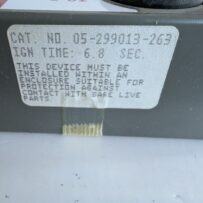 CAT. NO. 05-299013-263
IGN TIME: 6.8 SEC.
THIS DEVICE MUST BE
INSTALLED WITHIN AN
ENCLOSURE SUITABLE FOR
PROTECTION AGAINST
CONTACT WITH BARE LIVE
PARTS.